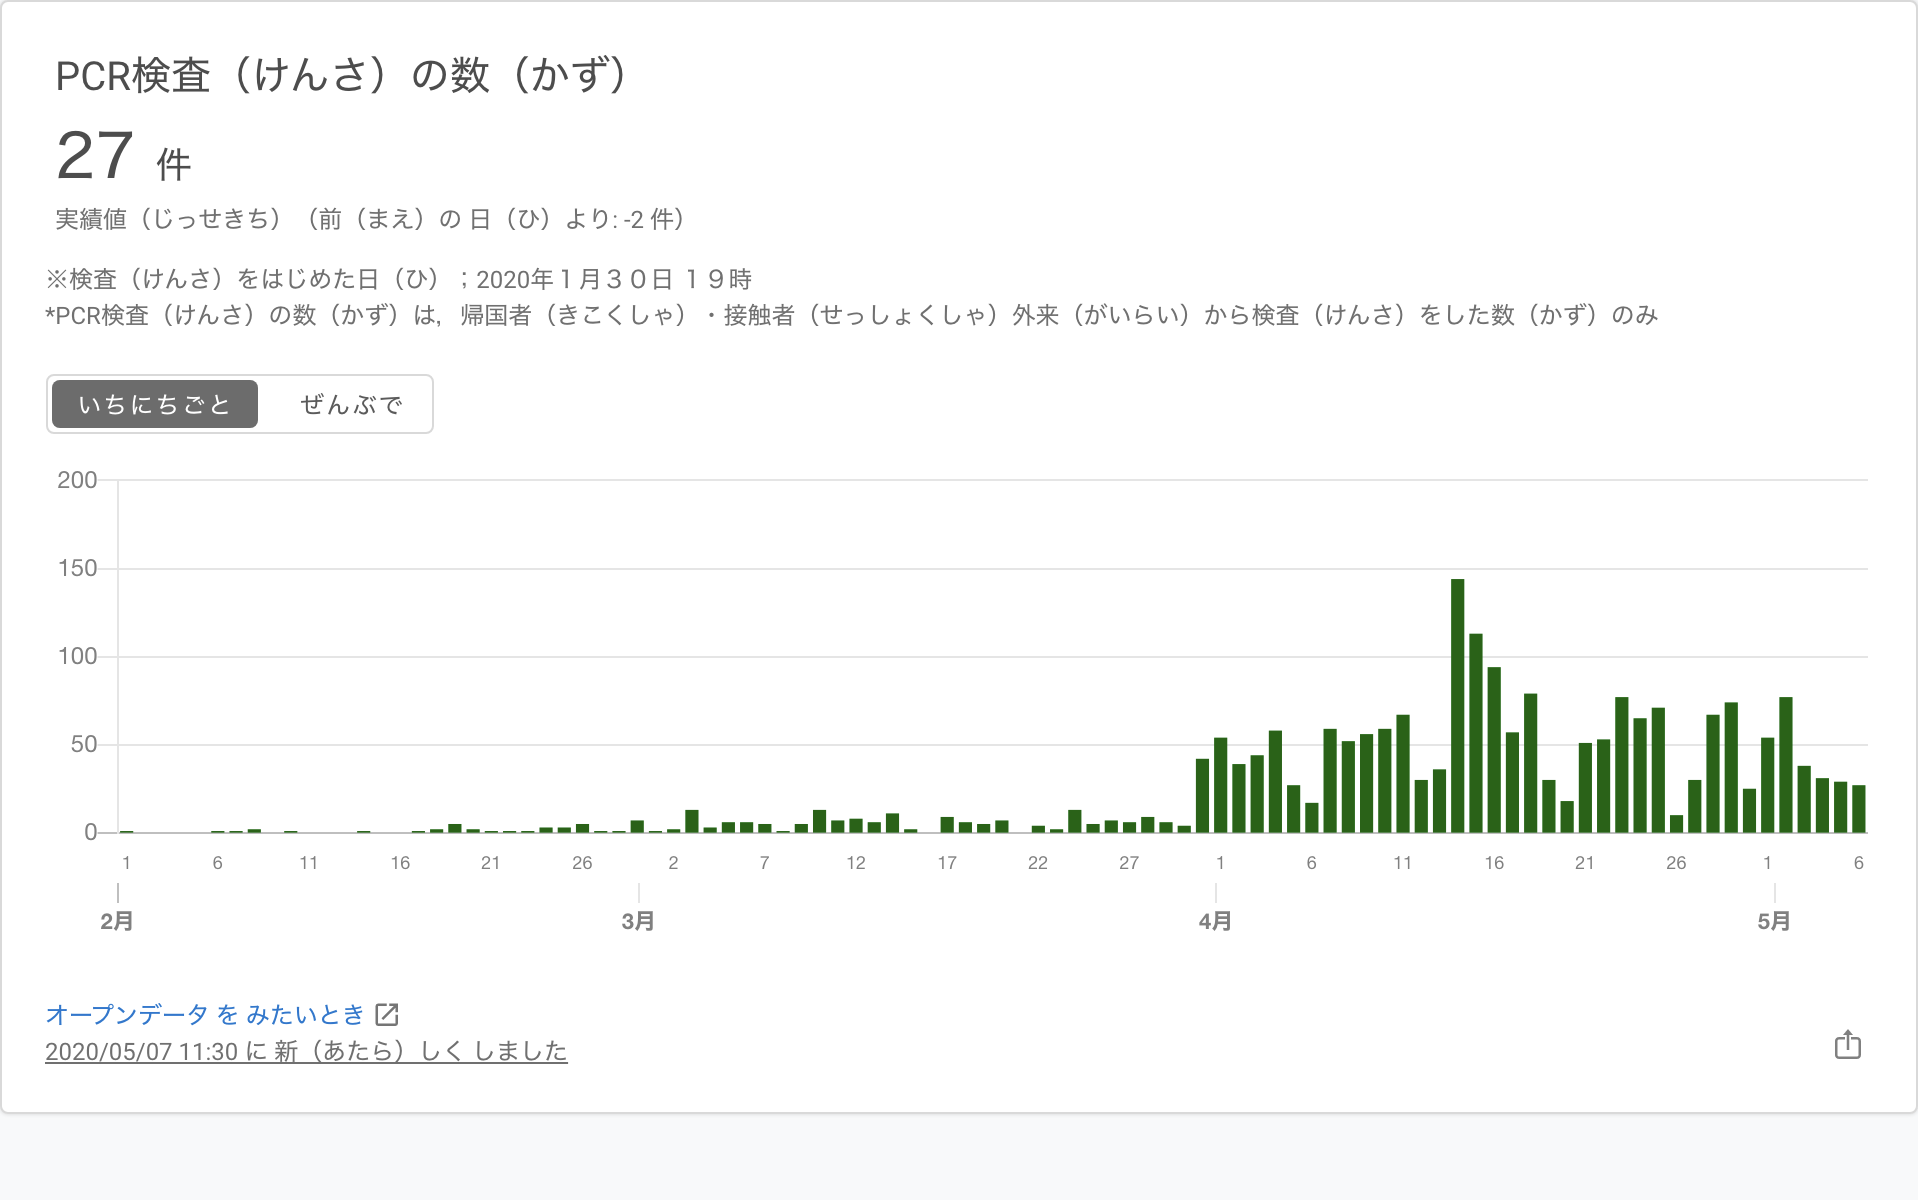 PCR検査（けんさ）の数（かず）
27 件
実績値（じっせきち）（前（まえ）の 日（ひ）より: -2 件）
※検査（けんさ）をはじめた日（ひ）；2020年１月３０日 １９時
*PCR検査（けんさ）の数（かず）は，帰国者（きこくしゃ）・接触者（せっしょくしゃ）外来（がいらい）から検査（けんさ）をした数（かず）のみ
いちにちごと ぜんぶで
200
150
100
50
0
1 6 11 16 21 26 2 7 12 17 22 27 1 6 11 16 21 26 1 6
2月 3月 4月 5月
オープンデータ を みたいとき
2020/05/07 11:30 に 新（あたら）しく しました